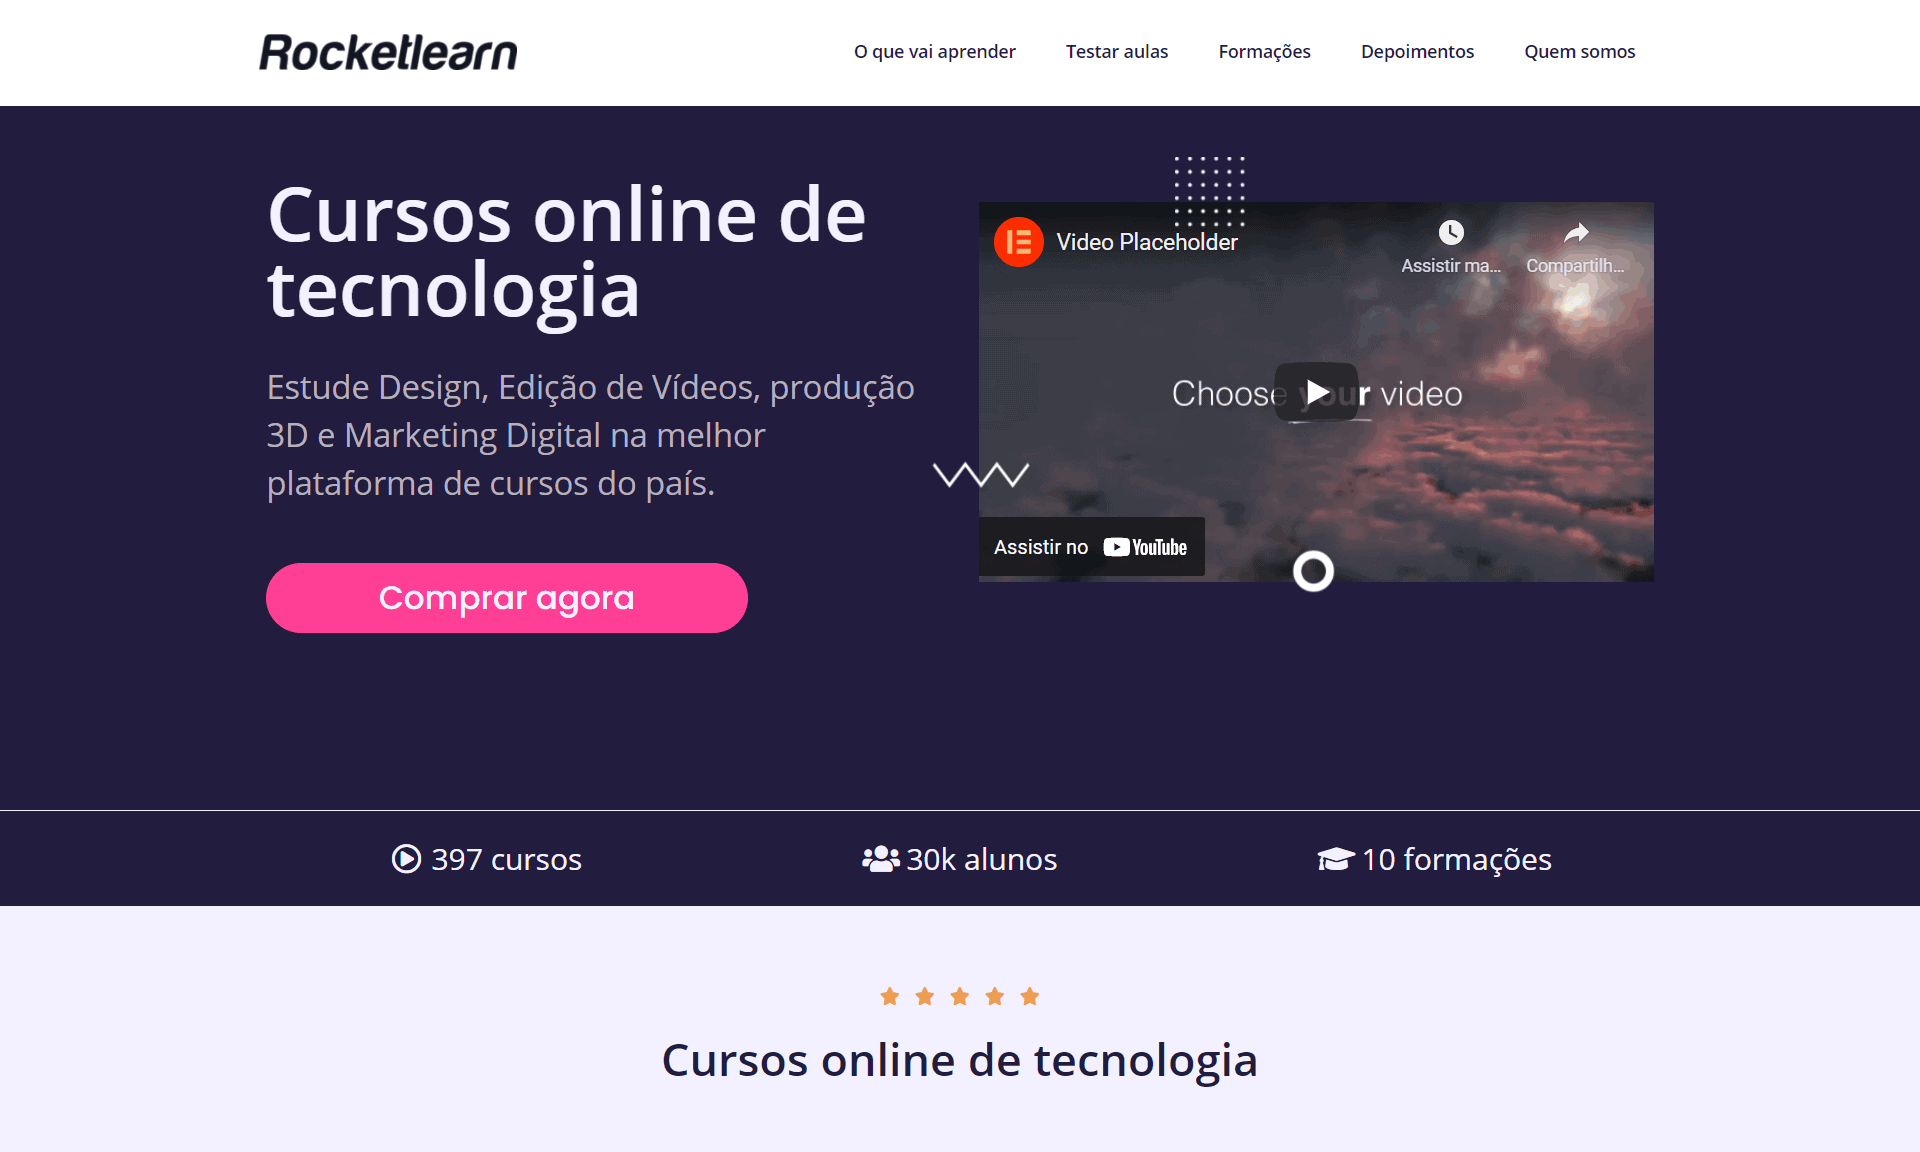 Rocketlearn
O que vai aprender
Testar aulas
Formações
Depoimentos
Quem somos
Cursos online de
tecnologia
Estude Design, Edição de Vídeos, produção
3D e Marketing Digital na melhor
plataforma de cursos do país.
Comprar agora
Video Placeholder
Assistir ma...
Compartilh...
Choose your video
Assistir no YouTube
397 cursos
30k alunos
10 formações
Cursos online de tecnologia